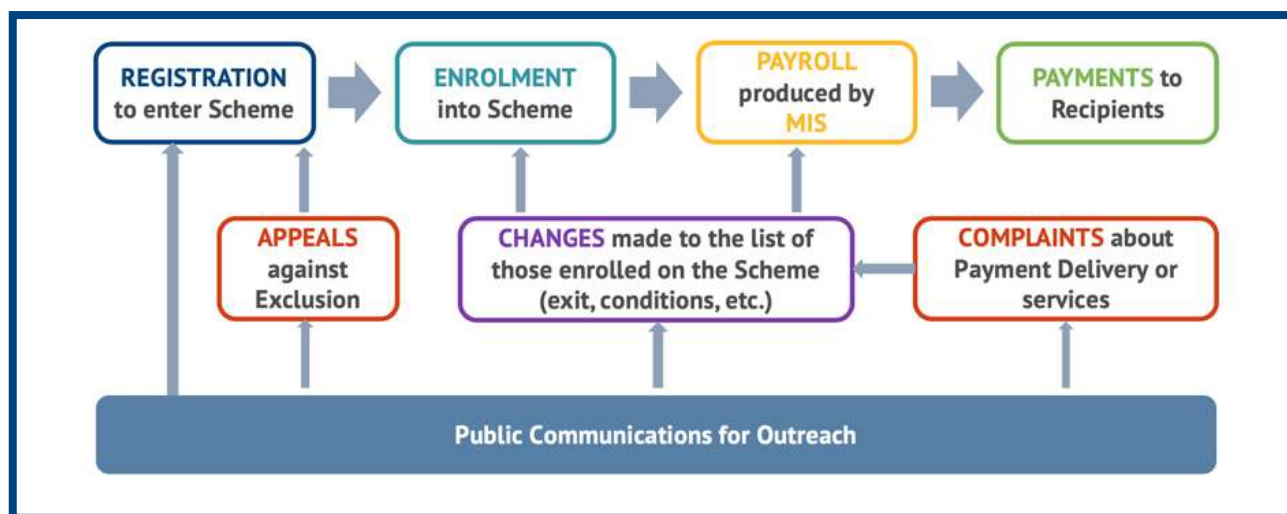 REGISTRATION
to enter Scheme
ENROLMENT
into Scheme
PAYROLL
produced by
MIS
PAYMENTS to
Recipients
APPEALS
against
Exclusion
CHANGES made to the list of
those enrolled on the Scheme
(exit, conditions, etc.)
COMPLAINTS about
Payment Delivery or
services
Public Communications for Outreach